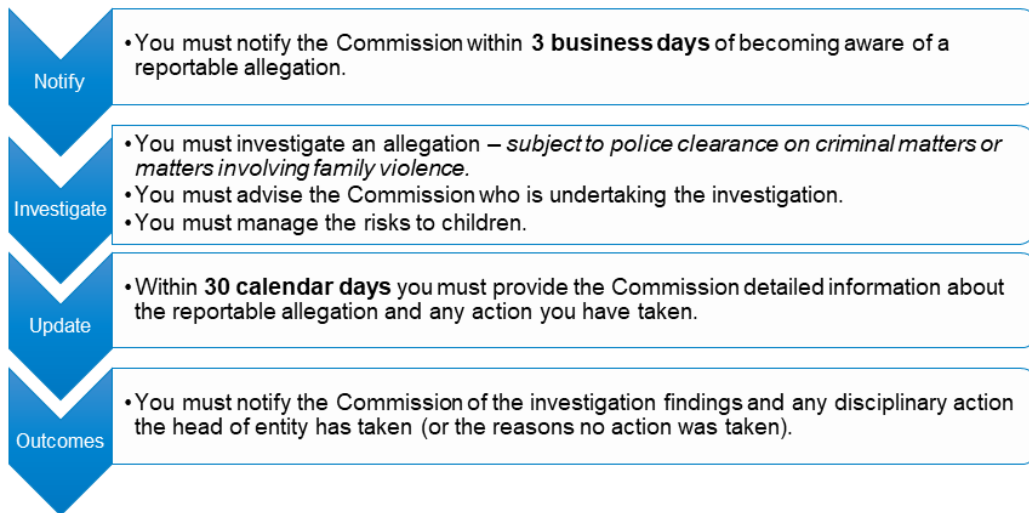 Notify
•You must notify the Commission within 3 business days of becoming aware of a
reportable allegation.
Investigate
•You must investigate an allegation – subject to police clearance on criminal matters or
matters involving family violence.
•You must advise the Commission who is undertaking the investigation.
•You must manage the risks to children.
Update
•Within 30 calendar days you must provide the Commission detailed information about
the reportable allegation and any action you have taken.
Outcomes
•You must notify the Commission of the investigation findings and any disciplinary action
the head of entity has taken (or the reasons no action was taken).